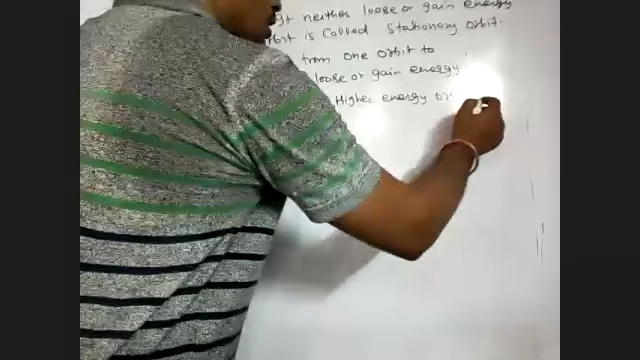 neither loose or gain energy
is called stationary orbit.
from one orbit to
loose or gain energy
Higher energy